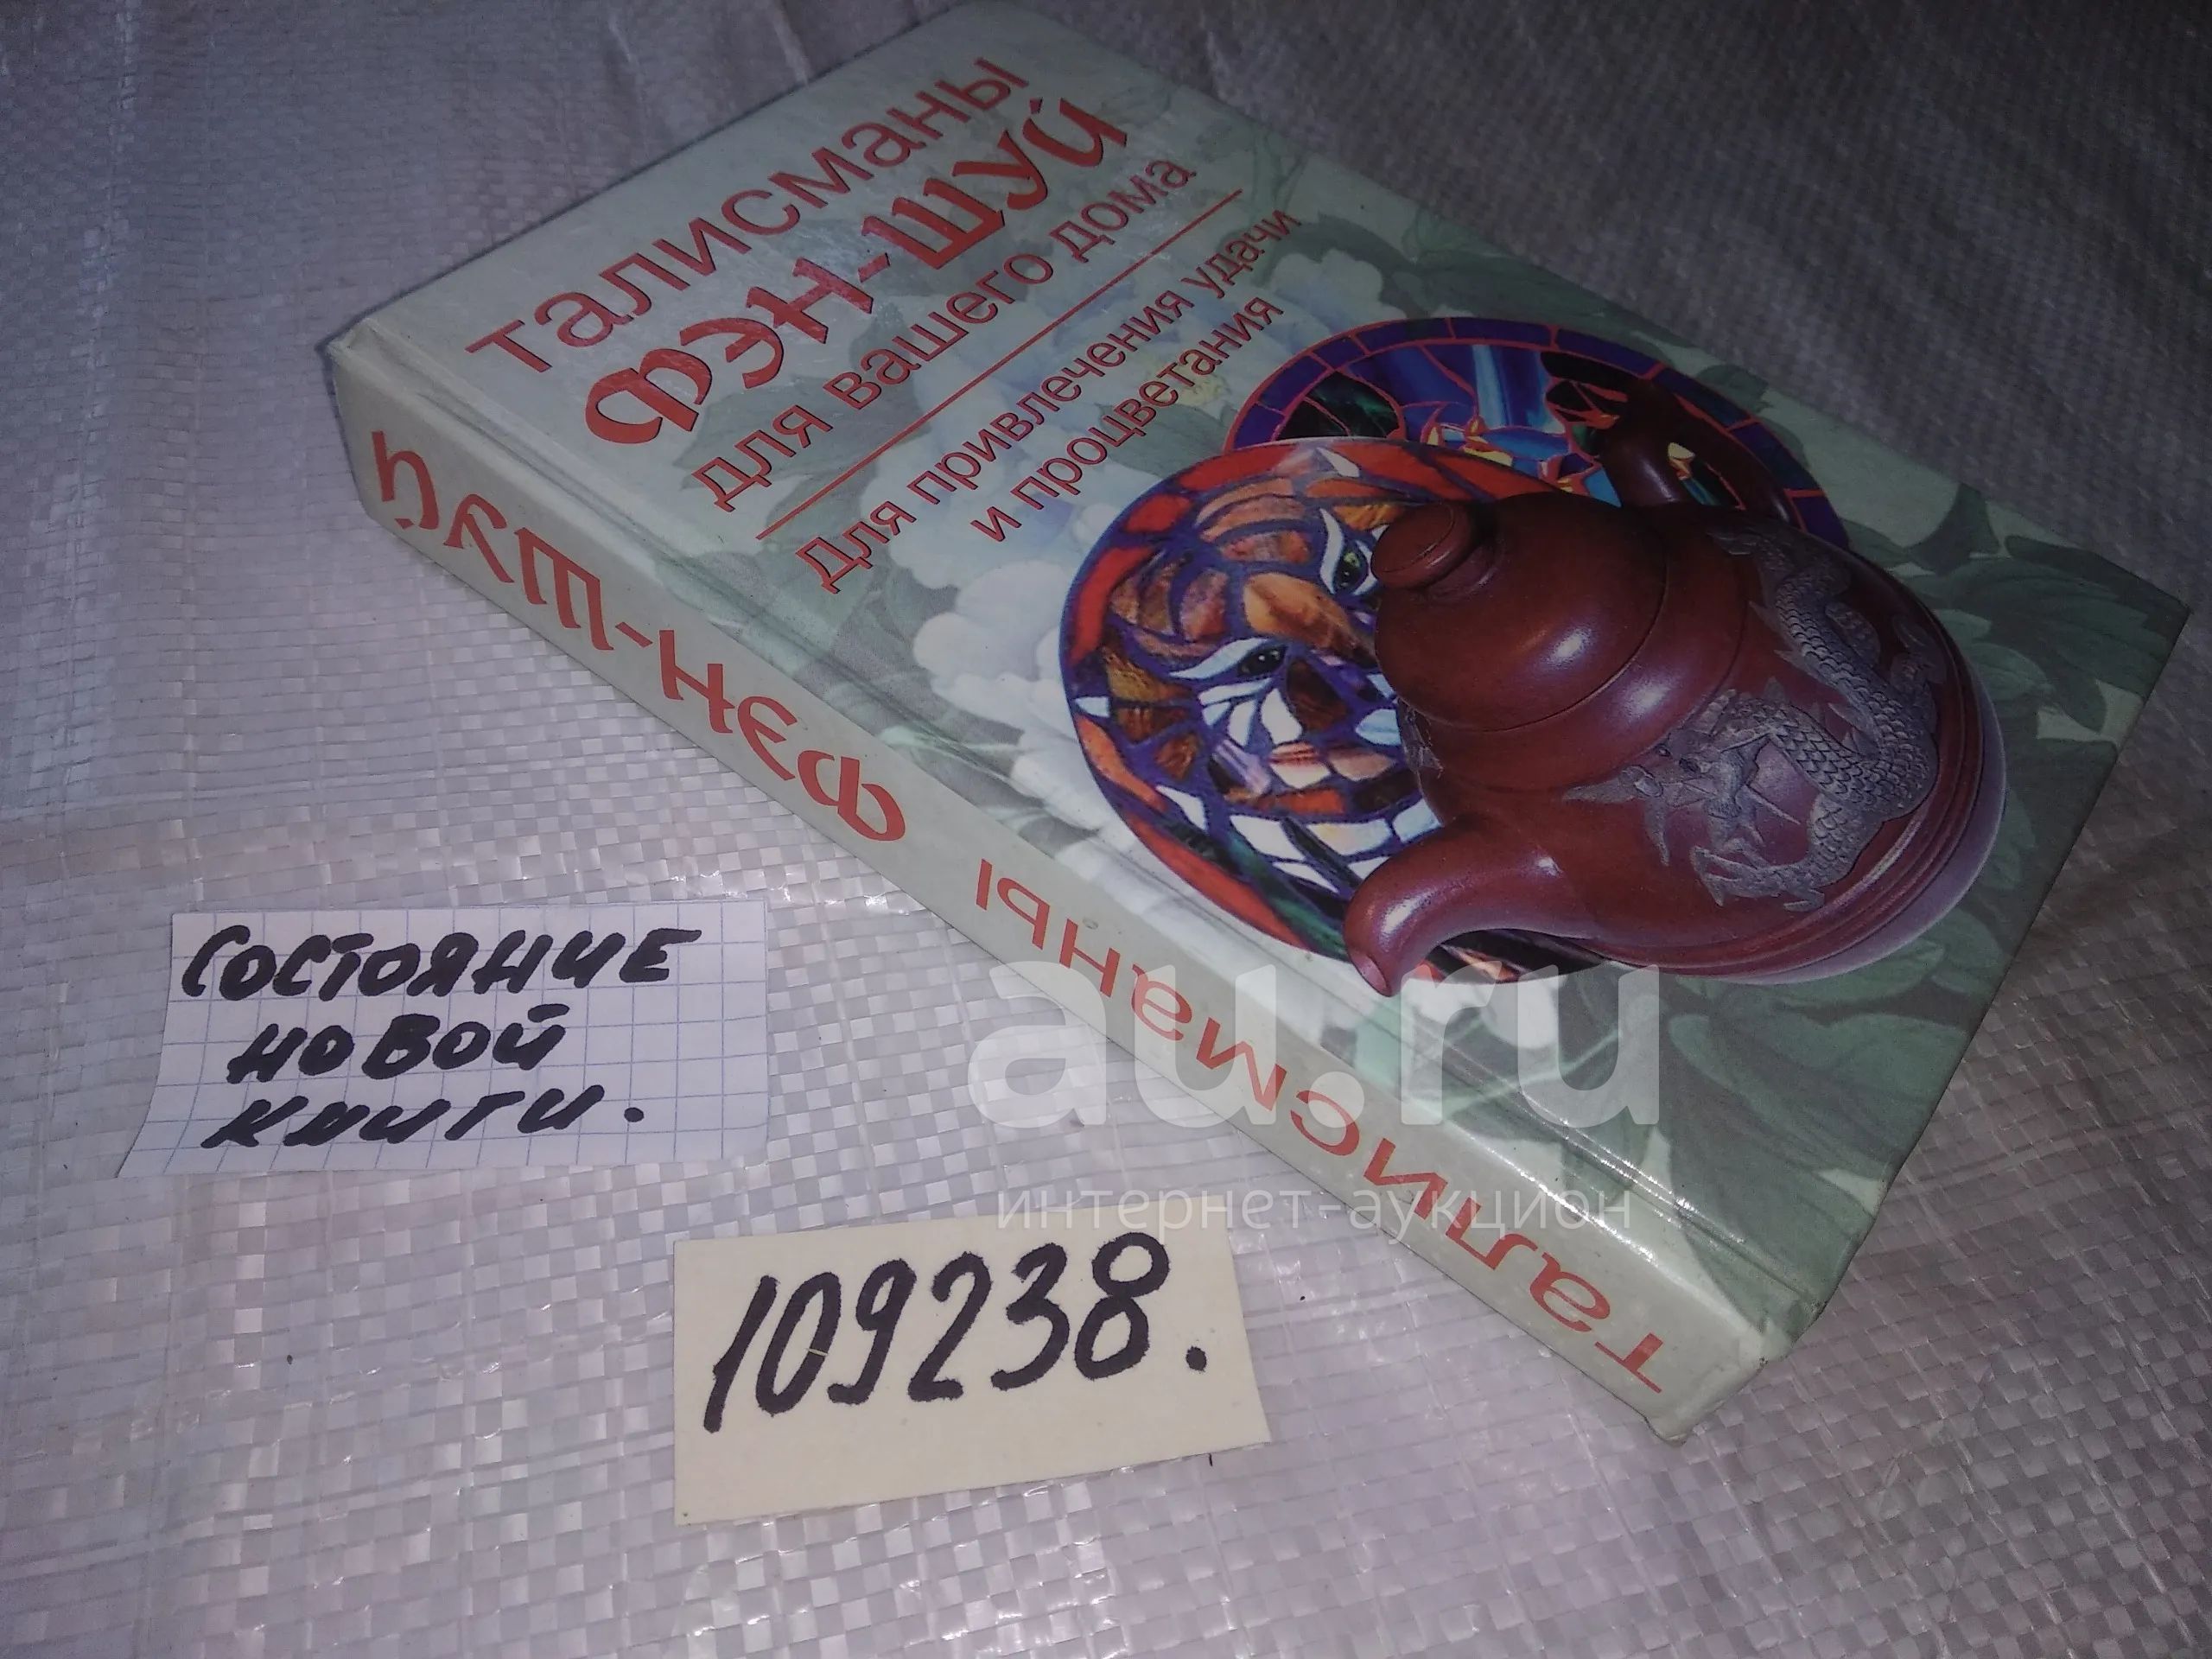 Талисманы
Фэн-Шуй
для вашего дома
Для привлечения удачи
и процветания
Талисманы Фэн-Шуй
au.ru
интернет-аукцион
Состояние
новой
книги.
109238.